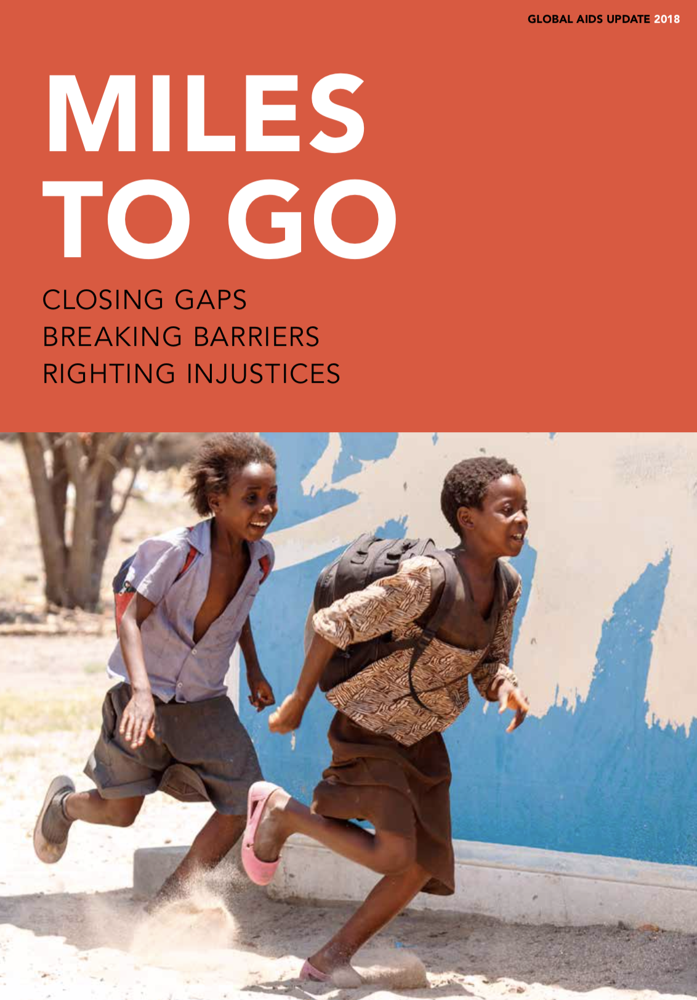 GLOBAL AIDS UPDATE 2018
MILES
TO GO
CLOSING GAPS
BREAKING BARRIERS
RIGHTING INJUSTICES